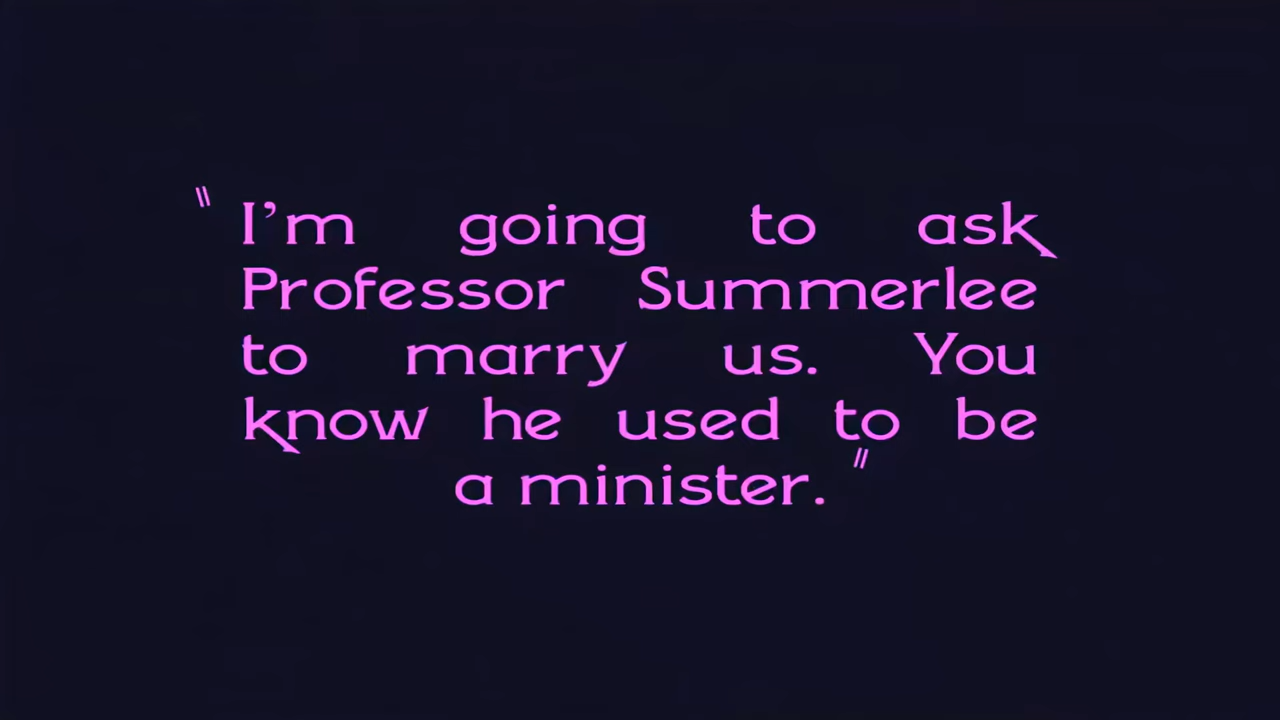 "I’m going to ask
Professor Summerlee
to marry us. You
know he used to be
a minister."